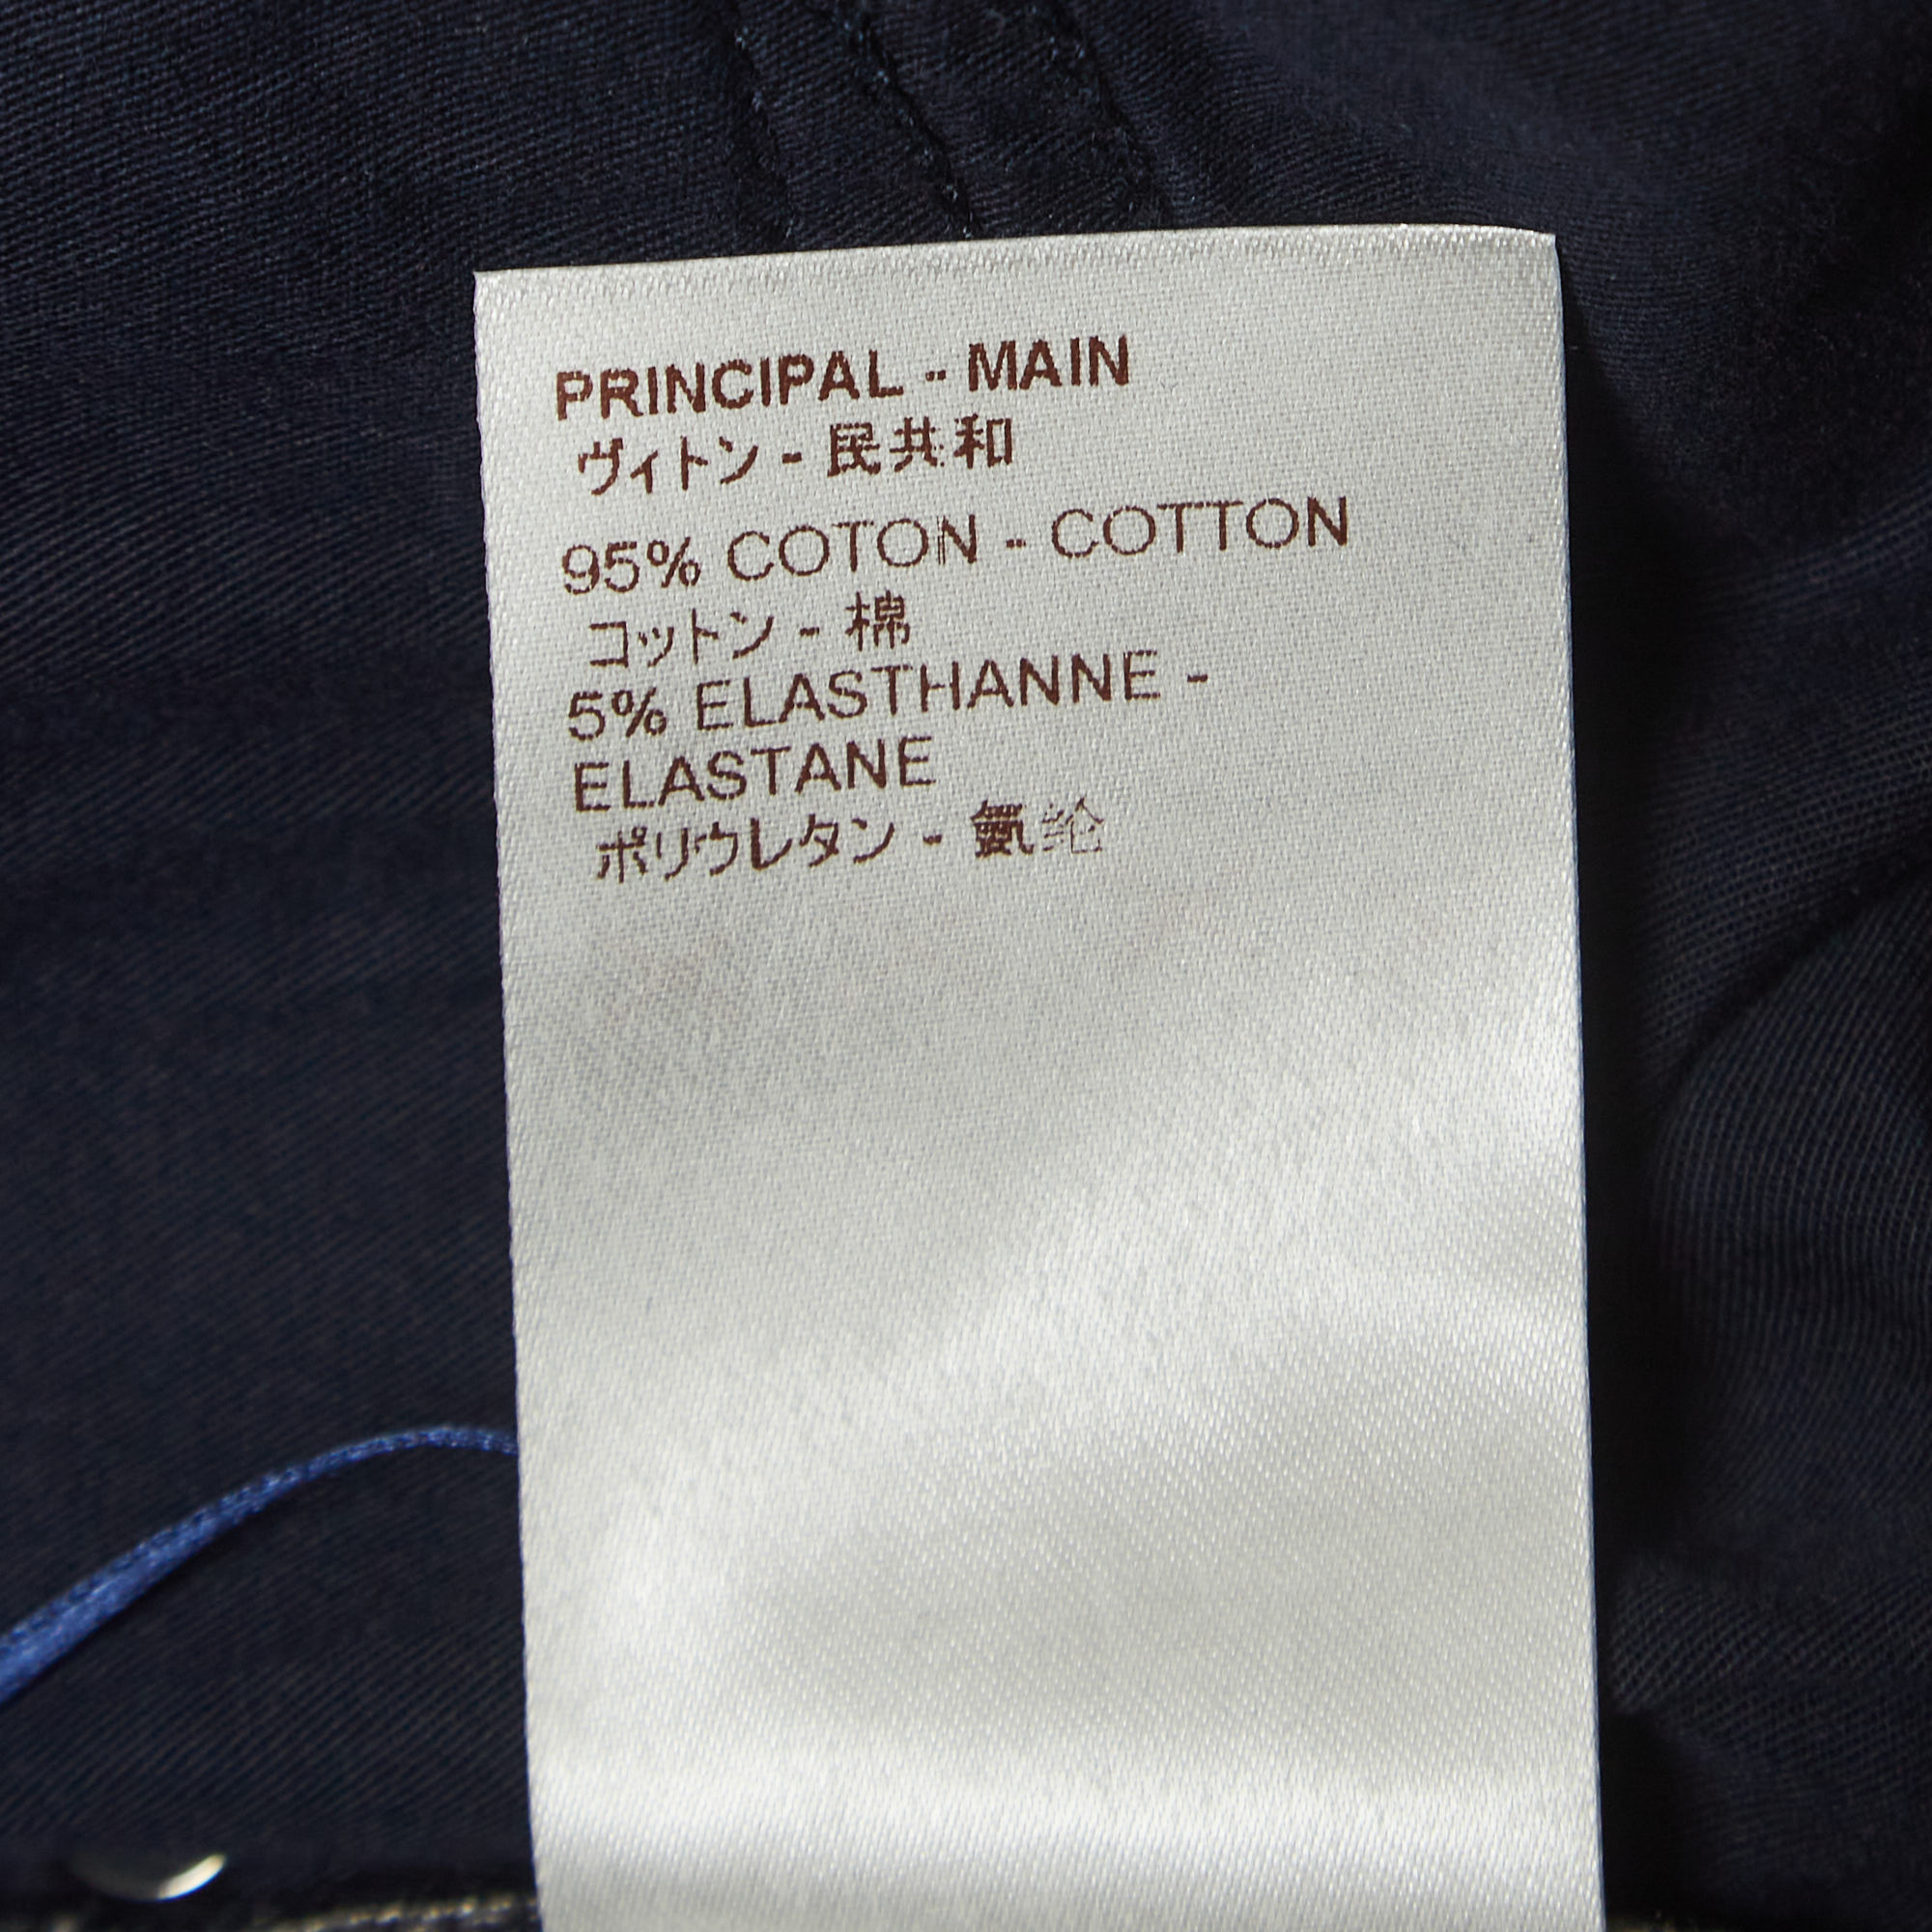 PRINCIPAL - MAIN
ヴィトン - 民共和
95% COTON - COTTON
コットン - 棉
5% ELASTHANNE -
ELASTANE
ポリウレタン - 氨纶